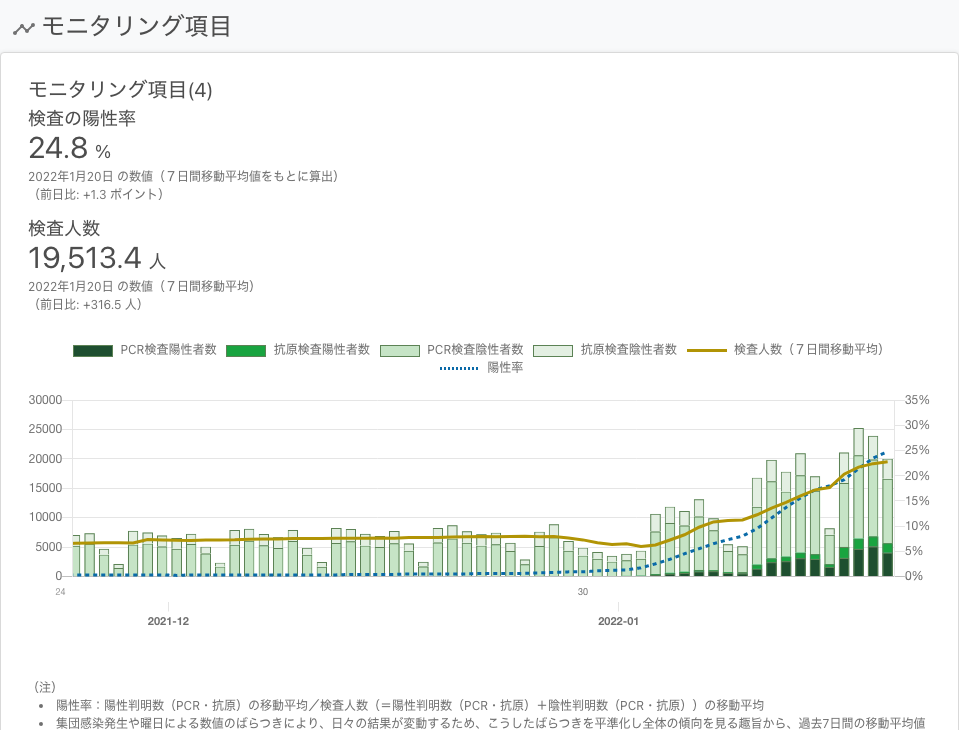 モニタリング項目
モニタリング項目(4)
検査の陽性率
24.8 %
2022年1月20日 の数値（７日間移動平均値をもとに算出）
（前日比: +1.3 ポイント）
検査人数
19,513.4 人
2022年1月20日 の数値（７日間移動平均）
（前日比: +316.5 人）
PCR検査陽性者数 抗原検査陽性者数 PCR検査陰性者数 抗原検査陰性者数 検査人数（７日間移動平均）
陽性率
30000 35%
25000 30%
20000 25%
15000 20%
10000 15%
5000 10%
0 5%
0%
24 30
2021-12 2022-01
（注）
陽性率：陽性判明数（PCR・抗原）の移動平均／検査人数（＝陽性判明数（PCR・抗原）＋陰性判明数（PCR・抗原））の移動平均
集団感染発生や曜日による数値のばらつきにより、日々の結果が変動するため、こうしたばらつきを平準化し全体の傾向を見る趣旨から、過去7日間の移動平均値